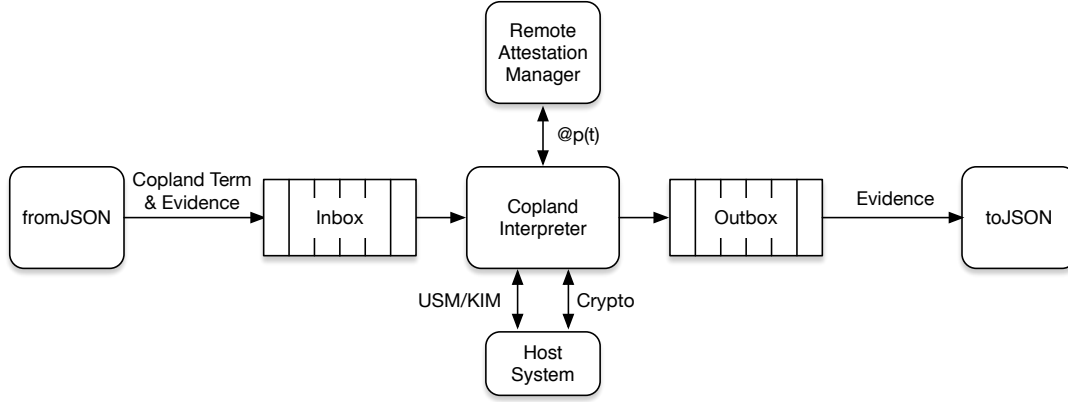 Remote
Attestation
Manager
@p(t)
Copland Term
& Evidence
fromJSON
Inbox
Copland
Interpreter
Outbox
Evidence
toJSON
USM/KIM
Crypto
Host
System